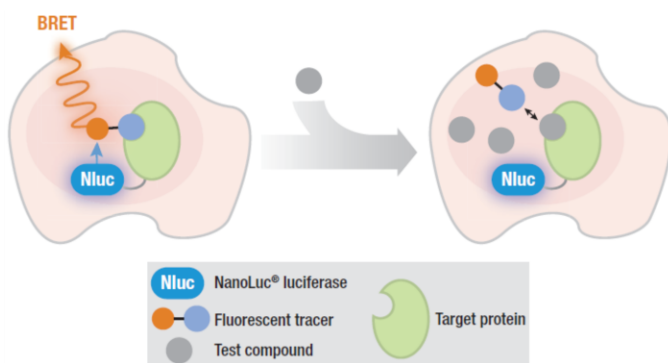 BRET
Nluc
Nluc
Nluc NanoLuc® luciferase
Fluorescent tracer
Target protein
Test compound